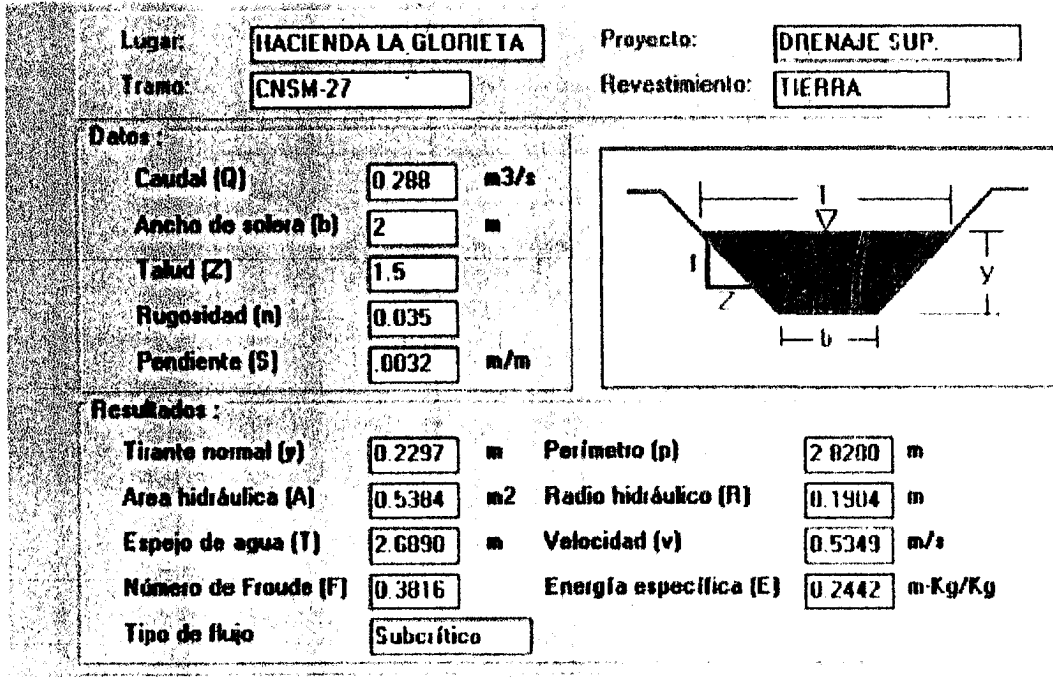 Lugar: HACIENDA LA GLORIETA Proyecto: DRENAJE SUP.
Tramo: CNSM-27 Revestimiento: TIERRA
Datos :
Caudal (Q) 0.288 m3/s
Ancho de solera (b) 2 m
Talud (Z) 1.5
Rugosidad (n) 0.035
Pendiente (S) .0032 m/m
T
1
Z
y
b
Resultados :
Tirante normal (y) 0.2297 m Perímetro (p) 2.8280 m
Area hidráulica (A) 0.5384 m2 Radio hidráulico (R) 0.1904 m
Espejo de agua (T) 2.6890 m Velocidad (v) 0.5349 m/s
Número de Froude (F) 0.3816 Energía específica (E) 0.2442 m-Kg/Kg
Tipo de flujo Subcrítico